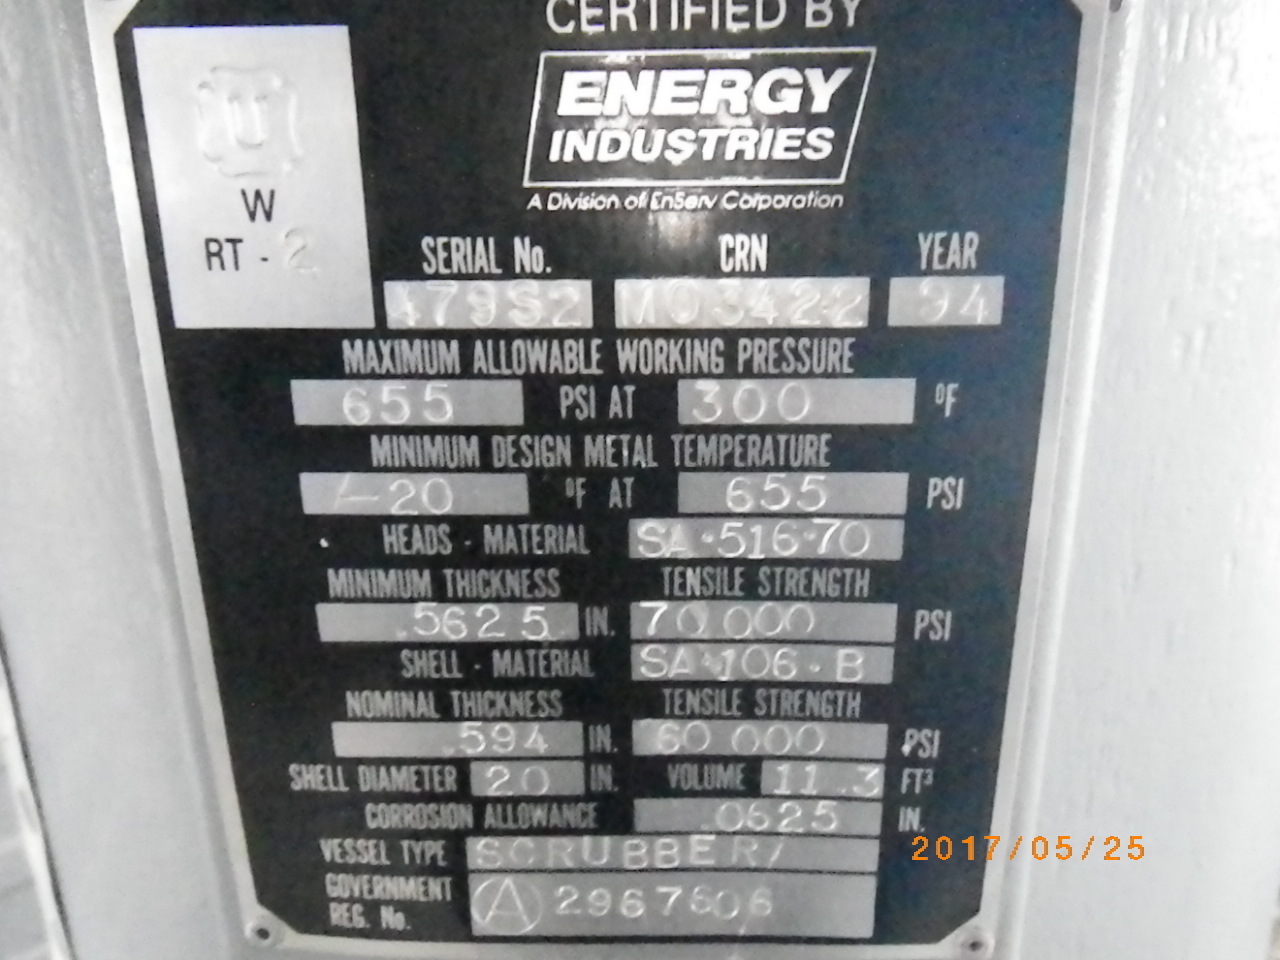 CERTIFIED BY
ENERGY
INDUSTRIES
A Division of EnServ Corporation
U
W
RT - 2
SERIAL No. CRN YEAR
479S2 M03422 94
MAXIMUM ALLOWABLE WORKING PRESSURE
655 PSI AT 300 °F
MINIMUM DESIGN METAL TEMPERATURE
-20 °F AT 655 PSI
HEADS - MATERIAL SA·516·70
MINIMUM THICKNESS TENSILE STRENGTH
.5625 IN. 70 000 PSI
SHELL - MATERIAL SA·106·B
NOMINAL THICKNESS TENSILE STRENGTH
.594 IN. 60 000 PSI
SHELL DIAMETER 20 IN. VOLUME 11.3 FT³
CORROSION ALLOWANCE .0625 IN.
VESSEL TYPE SCRUBBER/
GOVERNMENT
REG. No. A
2017/05/25